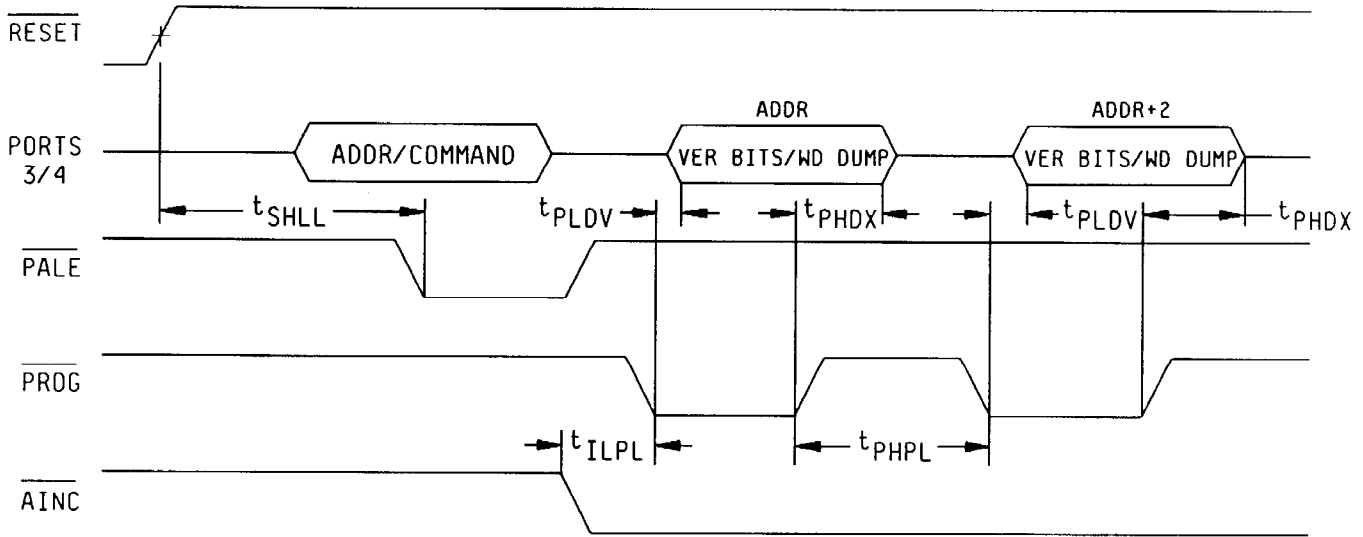 RESET
ADDR
ADDR+2
PORTS
3/4
ADDR/COMMAND
VER BITS/WD DUMP
VER BITS/WD DUMP
tSHLL
tPLDV
tPHDX
tPLDV
tPHDX
PALE
PROG
tILPL
tPHPL
AINC